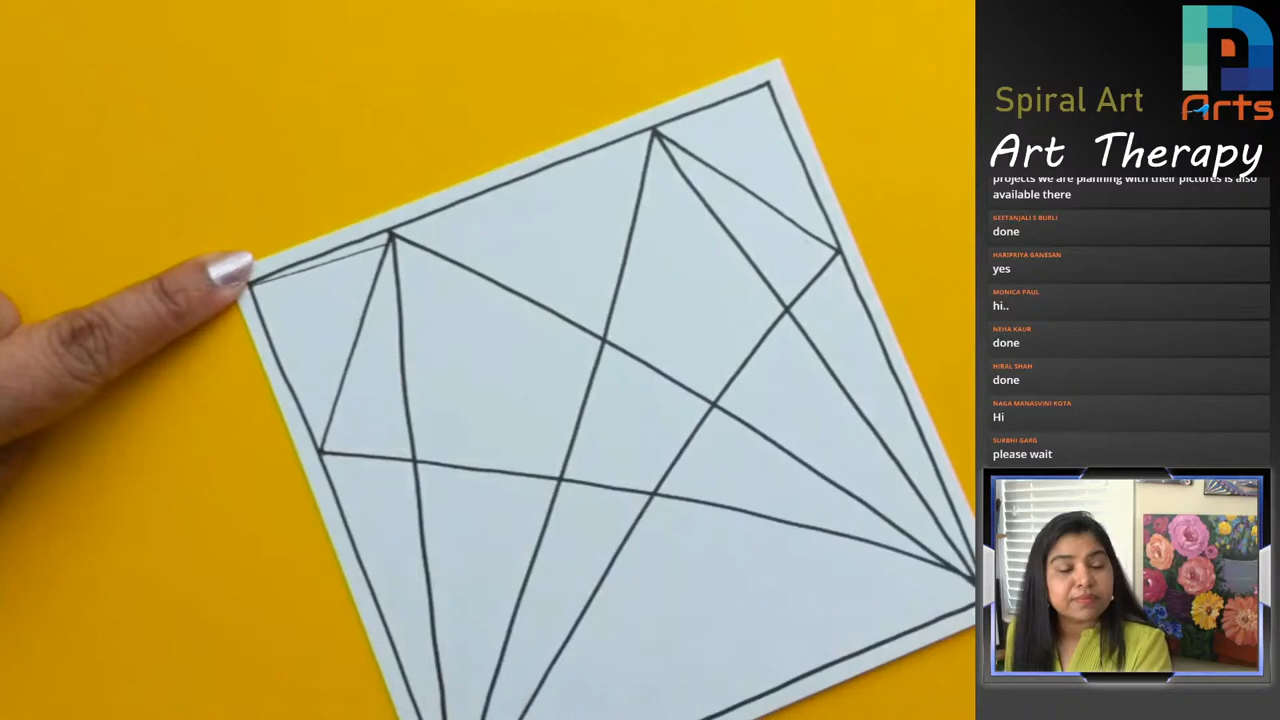 Spiral Art
Arts
Art Therapy
projects we are planning with their pictures is also
available there
GEETANJALI S BURLI
done
HARIPRIYA GANESAN
yes
MONICA PAUL
hi..
NEHA KAUR
done
HIRAL SHAH
done
NAGA MANASVINI KOTA
Hi
SURBHI GARG
please wait